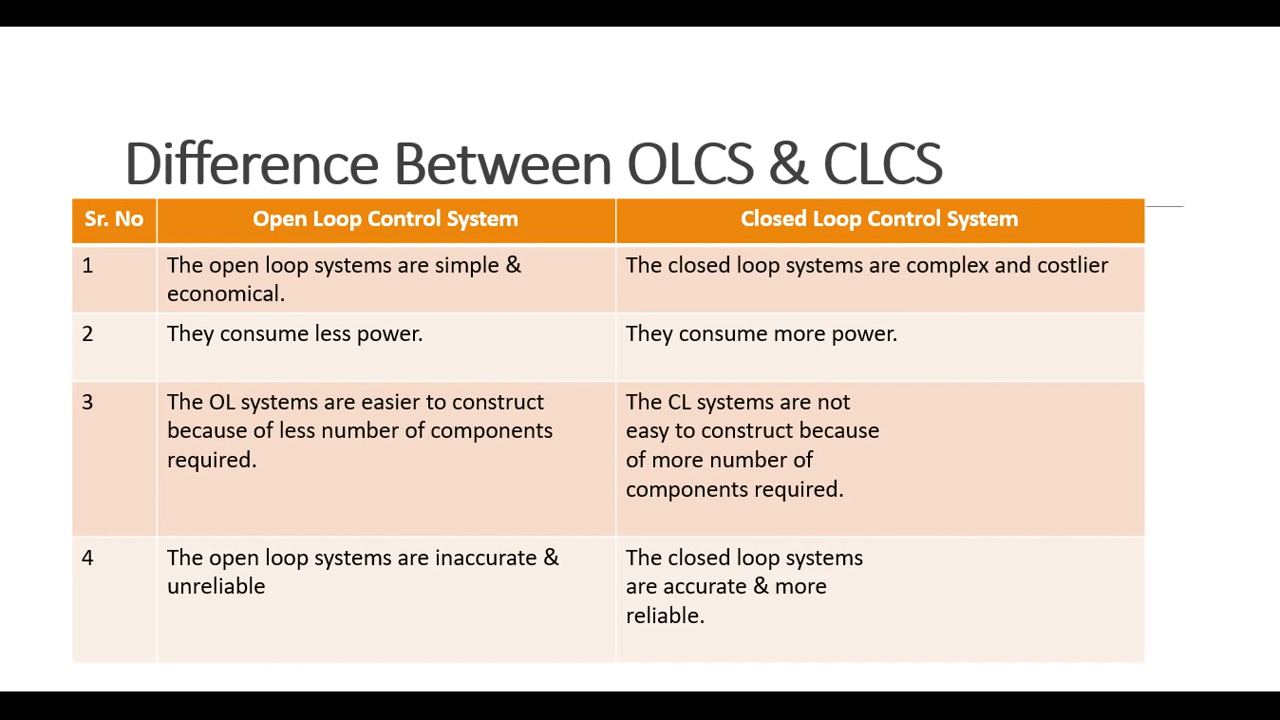 Difference Between OLCS & CLCS
Sr. No Open Loop Control System Closed Loop Control System
1 The open loop systems are simple & The closed loop systems are complex and costlier
economical.
2 They consume less power. They consume more power.
3 The OL systems are easier to construct
because of less number of components
required.
The CL systems are not
easy to construct because
of more number of
components required.
4 The open loop systems are inaccurate &
unreliable
The closed loop systems
are accurate & more
reliable.